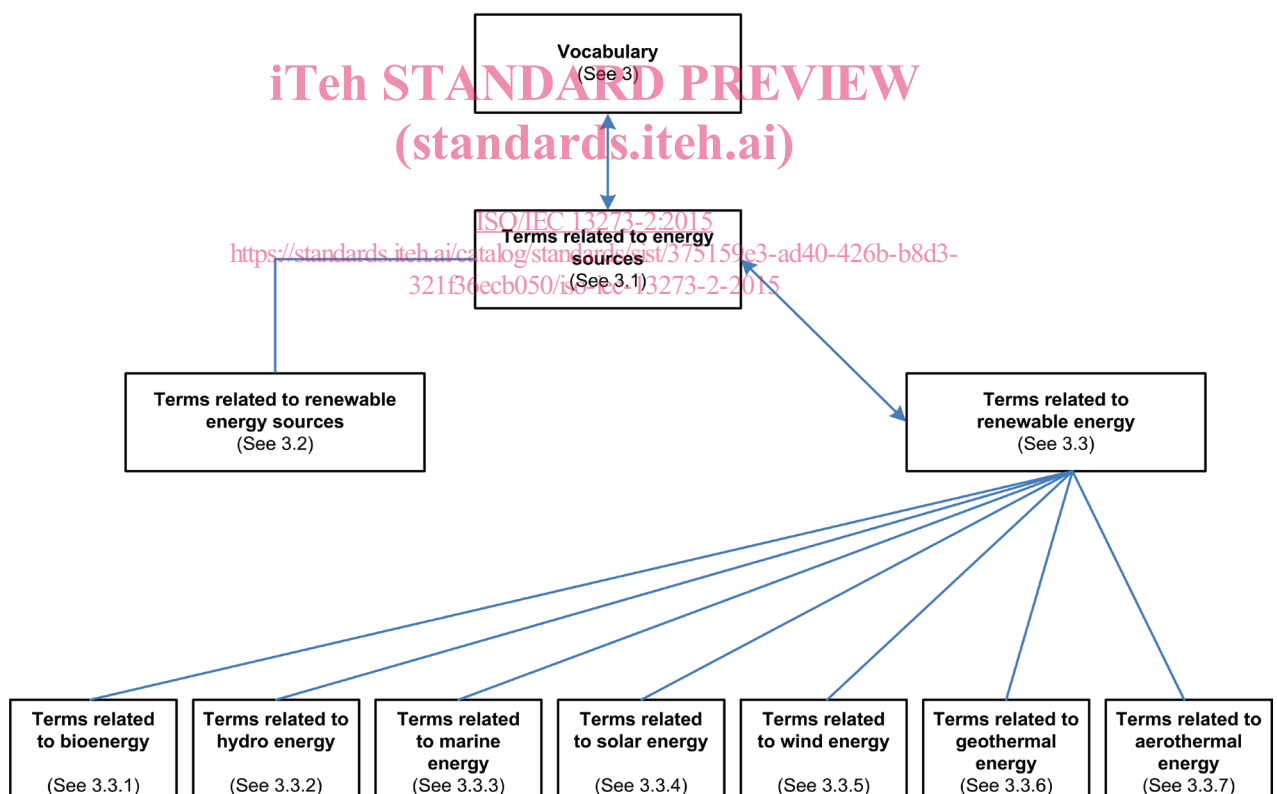 Vocabulary
(See 3)
iTeh STANDARD PREVIEW
(standards.iteh.ai)
ISO/IEC 13273-2:2015
https://standards.iteh.ai/catalog/standards/sist/375159e3-ad40-426b-b8d3-
321f36ecb050/iso-iec-13273-2-2015
Terms related to energy
sources
(See 3.1)
Terms related to renewable
energy sources
(See 3.2)
Terms related to
renewable energy
(See 3.3)
Terms related
to bioenergy
(See 3.3.1)
Terms related to
hydro energy
(See 3.3.2)
Terms related
to marine
energy
(See 3.3.3)
Terms related
to solar energy
(See 3.3.4)
Terms related
to wind energy
(See 3.3.5)
Terms related to
geothermal
energy
(See 3.3.6)
Terms related to
aerothermal
energy
(See 3.3.7)